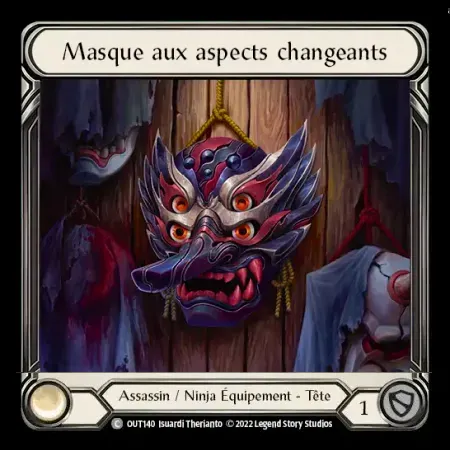 Masque aux aspects changeants
Assassin / Ninja Équipement - Tête
1
C OUT140 Isuardi Therianto © 2022 Legend Story Studios